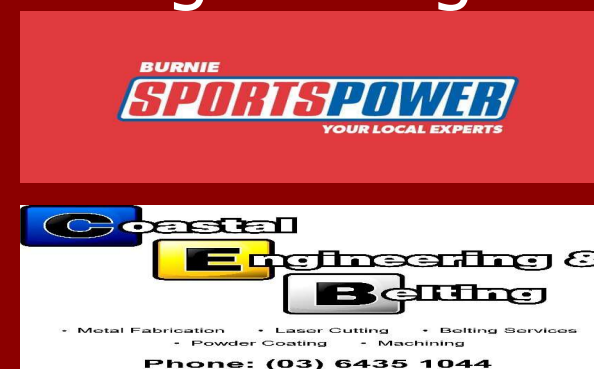 BURNIE
SPORTSPOWER
YOUR LOCAL EXPERTS
Coastal
Engineering &
Belting
• Metal Fabrication • Laser Cutting • Belting Services
• Powder Coating • Machining
Phone: (03) 6435 1044